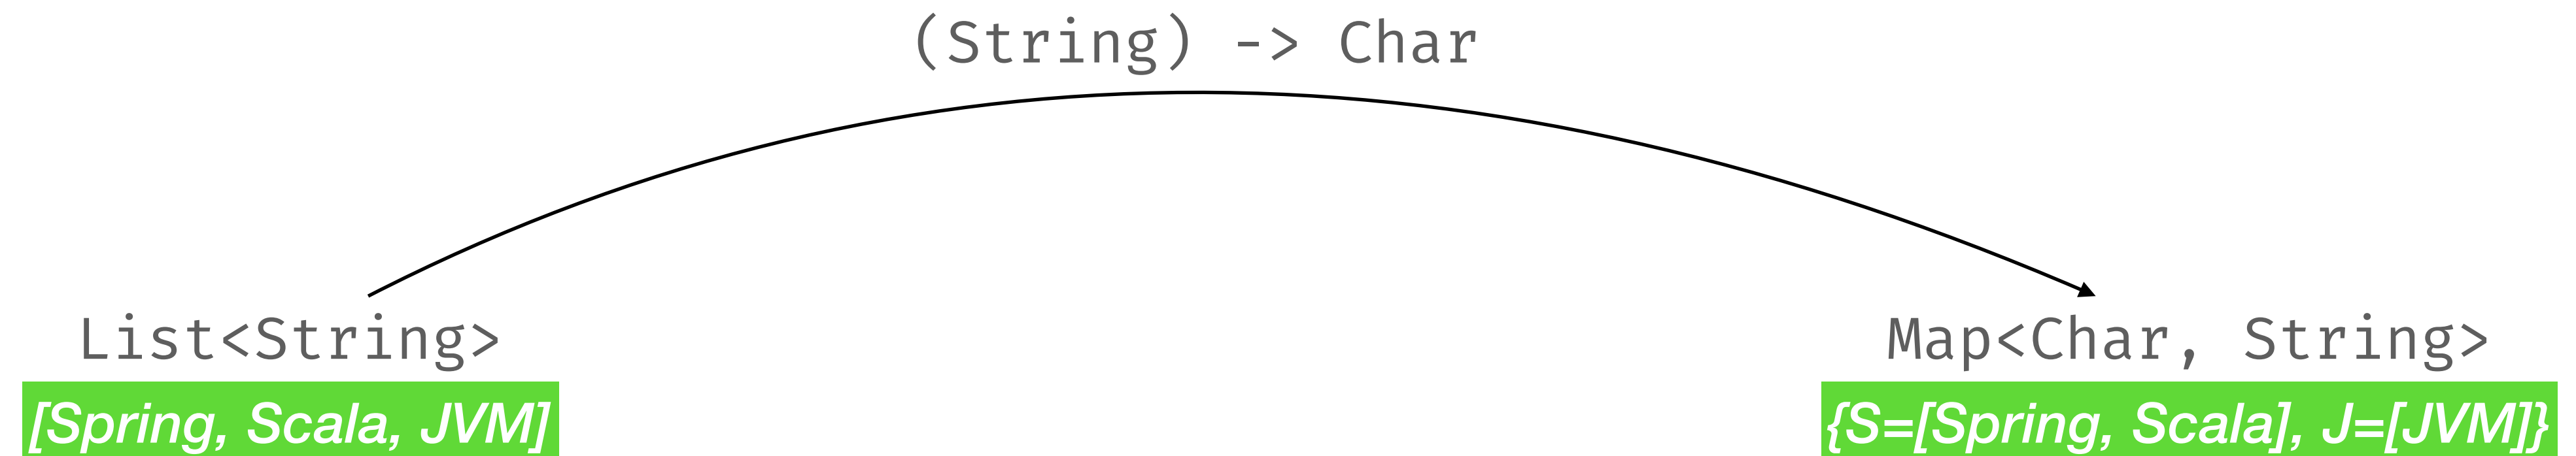 (String) -> Char
List<String>
Map<Char, String>
[Spring, Scala, JVM]
{S=[Spring, Scala], J=[JVM]}